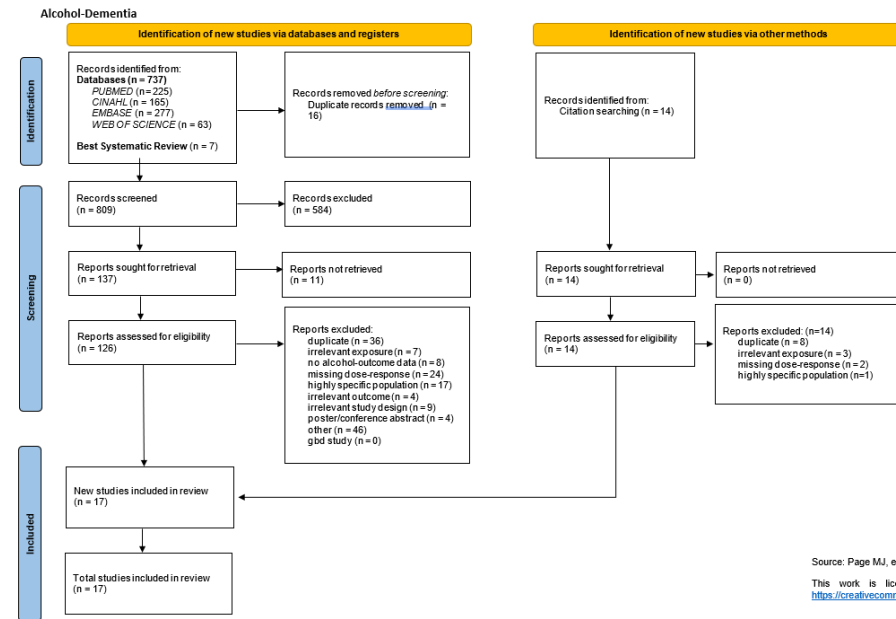 Alcohol-Dementia
Identification of new studies via databases and registers
Identification of new studies via other methods
Identification
Records identified from:
Databases (n = 737)
PUBMED (n=225)
CINAHL (n = 165)
EMBASE (n = 277)
WEB OF SCIENCE (n = 63)
Best Systematic Review (n = 7)
Records removed before screening:
Duplicate records removed (n =
16)
Records identified from:
Citation searching (n = 14)
Screening
Records screened
(n = 809)
Records excluded
(n = 584)
Reports sought for retrieval
(n = 137)
Reports not retrieved
(n = 11)
Reports sought for retrieval
(n = 14)
Reports not retrieved
(n = 0)
Reports assessed for eligibility
(n = 126)
Reports excluded:
duplicate (n = 36)
irrelevant exposure (n = 7)
no alcohol-outcome data (n = 8)
missing dose-response (n = 24)
highly specific population (n = 17)
irrelevant outcome (n = 4)
irrelevant study design (n = 9)
poster/conference abstract (n = 4)
other (n = 46)
gbd study (n = 0)
Reports assessed for eligibility
(n = 14)
Reports excluded: (n=14)
duplicate (n = 8)
irrelevant exposure (n = 3)
missing dose-response (n = 2)
highly specific population (n=1)
Included
New studies included in review
(n = 17)
Total studies included in review
(n = 17)
Source: Page MJ, e
This work is lice
https://creativecomm